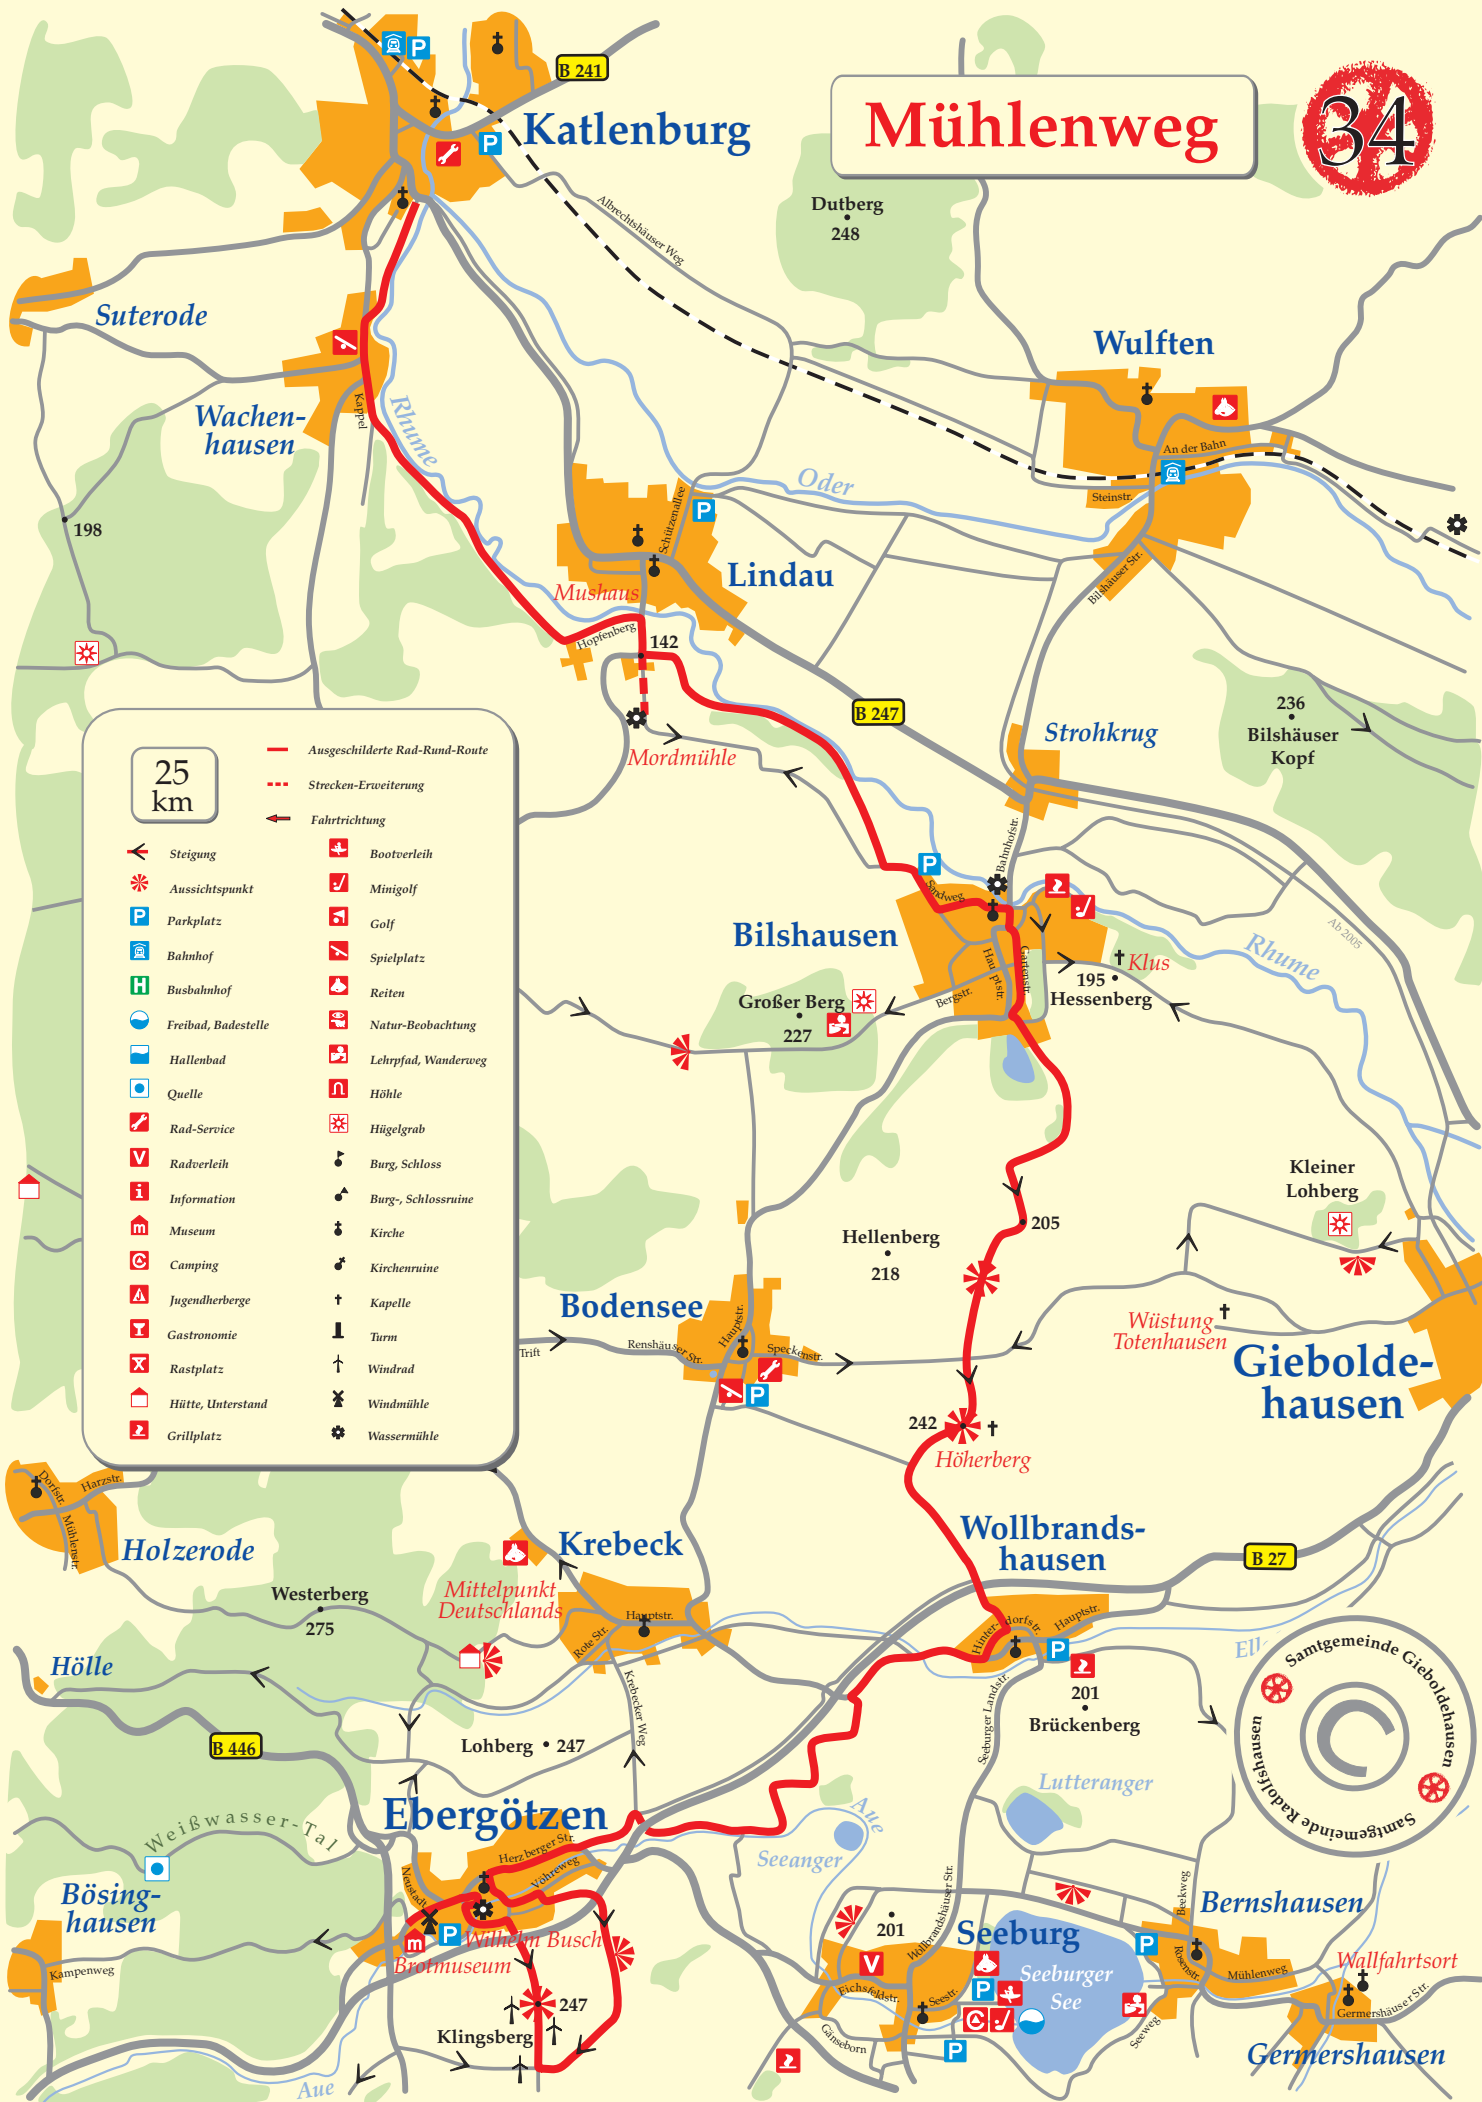 B 241
Katlenburg
Mühlenweg
34
Albrechtshäuser Weg
Dutberg
248
Suterode
Wulften
Wachen-
hausen
Kappel
Rhume
An der Bahn
Steinstr.
Oder
198
Schützenallee
Lindau
Bilshäuser Str.
Mushaus
Hopfenberg
142
B 247
236
Bilshäuser
Kopf
Strohkrug
Mordmühle
25
km
Ausgeschilderte Rad-Rund-Route
Strecken-Erweiterung
Fahrtrichtung
Steigung
Aussichtspunkt
Parkplatz
Bahnhof
Busbahnhof
Freibad, Badestelle
Hallenbad
Quelle
Rad-Service
Radverleih
Information
Museum
Camping
Jugendherberge
Gastronomie
Rastplatz
Hütte, Unterstand
Grillplatz
Bootverleih
Minigolf
Golf
Spielplatz
Reiten
Natur-Beobachtung
Lehrpfad, Wanderweg
Höhle
Hügelgrab
Burg, Schloss
Burg-, Schlossruine
Kirche
Kirchenruine
Kapelle
Turm
Windrad
Windmühle
Wassermühle
Bahnhofstr.
Sandweg
Bilshausen
Gartenstr.
Hauptstr.
Bergstr.
Klus
195
Hessenberg
Rhume
Ab 2005
Großer Berg
227
Kleiner
Lohberg
205
Hellenberg
218
Bodensee
Hauptstr.
Renshäuser Str.
Speckenstr.
Trift
Wüstung
Totenhausen
Giebolde-
hausen
242
Höherberg
Dorfstr.
Harzstr.
Mühlenstr.
Holzerode
Krebeck
Wollbrands-
hausen
B 27
Westerberg
275
Mittelpunkt
Deutschlands
Hauptstr.
Rote Str.
Hinter-
dorfstr.
Hauptstr.
Hölle
Krebecker Weg
Seeburger Landstr.
201
Brückenberg
Samtgemeinde Gieboldehausen
Samtgemeinde Radolfshausen
B 446
Lohberg
247
Lutteranger
Ebergötzen
Weißwasser-Tal
Herzberger Str.
Vöhreweg
Neustadt
Aue
Seeanger
Bösing-
hausen
Kampenweg
Wilhelm Busch
Brotmuseum
247
Klingsberg
Aue
201
Wollbrandshäuser Str.
Seeburg
Eichsfeldstr.
Seestr.
Gänseborn
Seeburger
See
Seeweg
Beekweg
Bernshausen
Rosenstr.
Mühlenweg
Wallfahrtsort
Germershäuser Str.
Germershausen